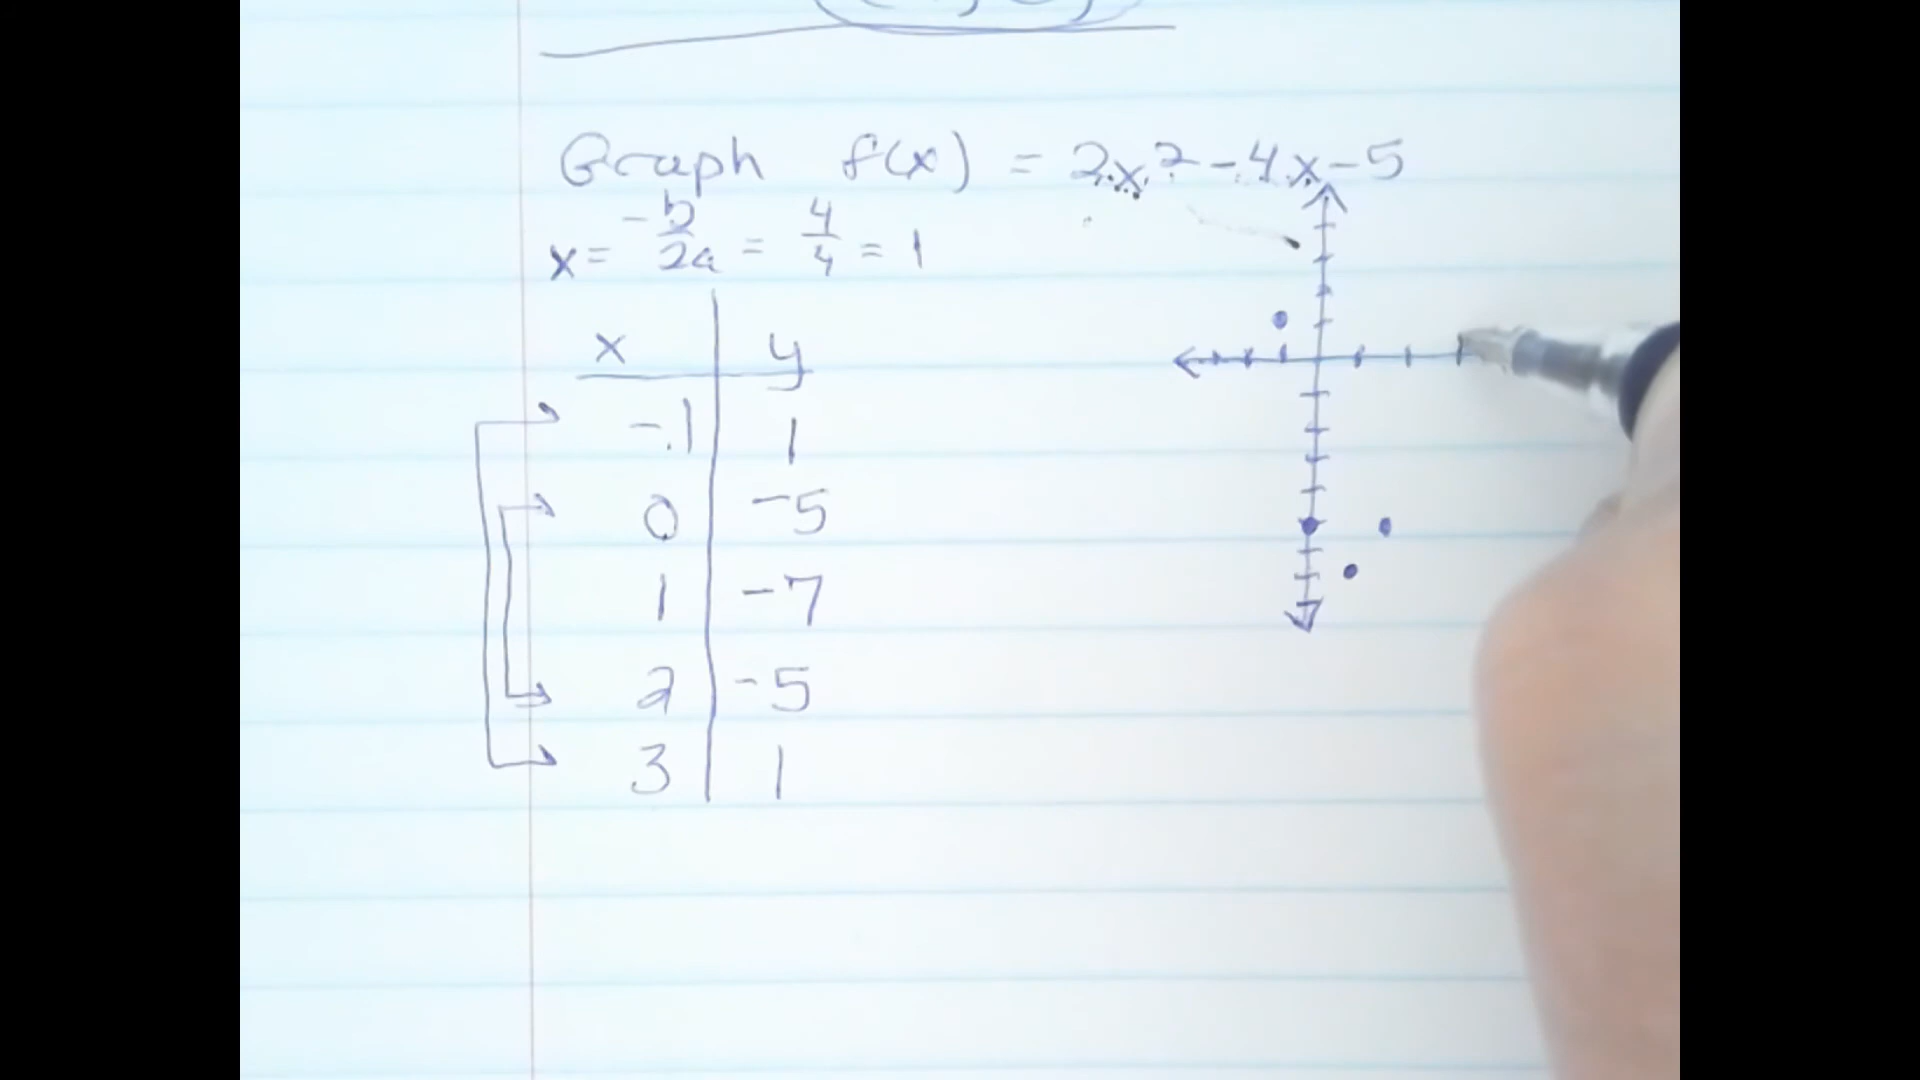 Graph f(x) = 2x² - 4x - 5
x = -b/2a = 4/4 = 1
x y
-1 1
0 -5
1 -7
2 -5
3 1